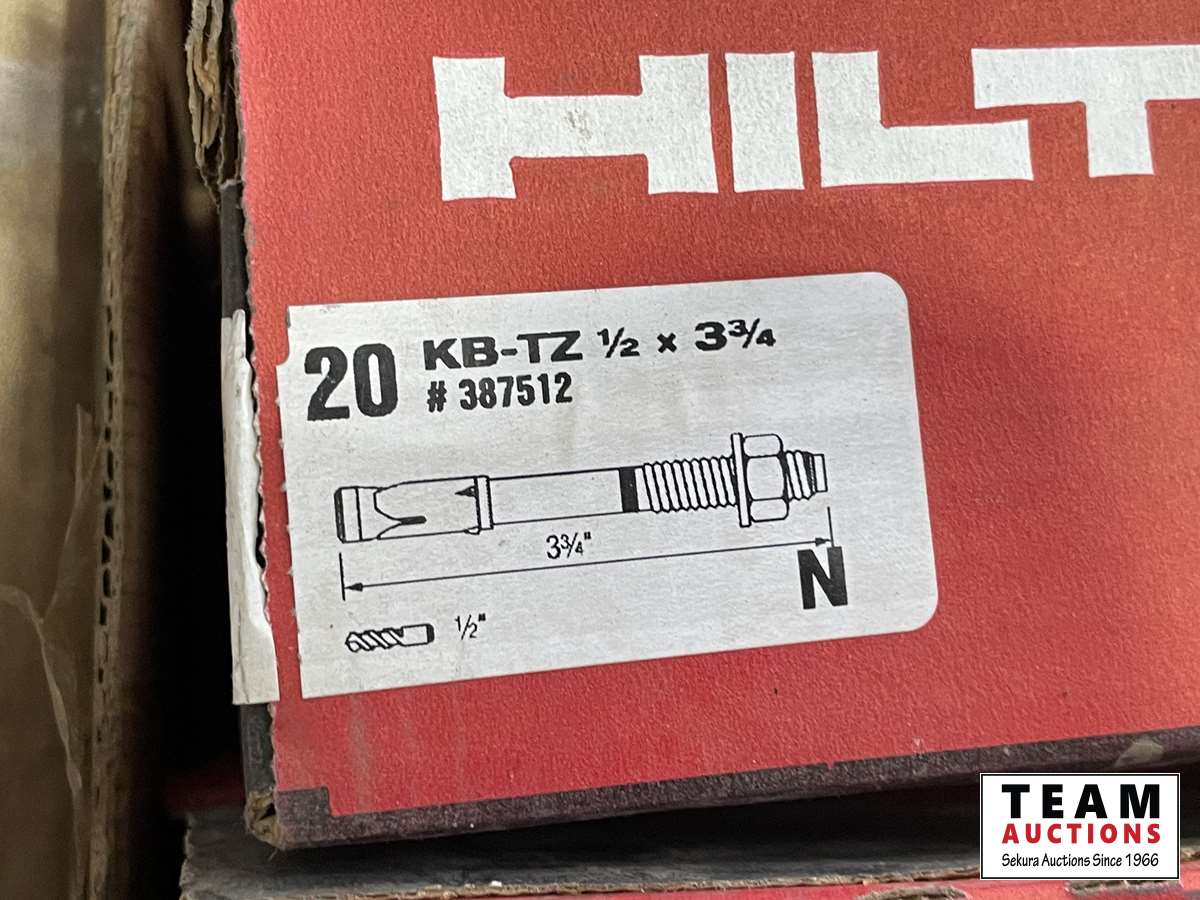 HILT
20 KB-TZ ½ x 3¾
# 387512
3¾"
N
½"
TEAM
AUCTIONS
Sekura Auctions Since 1966